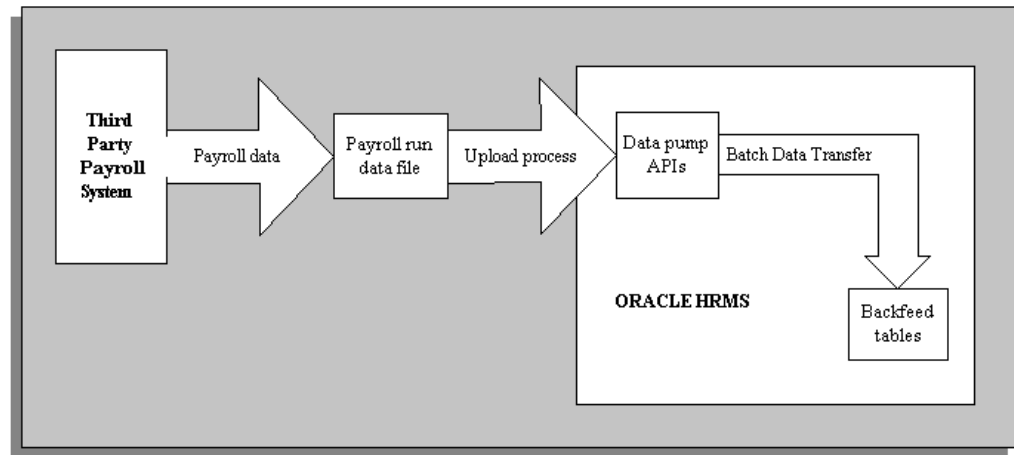 Third
Party
Payroll
System
Payroll data
Payroll run
data file
Upload process
Data pump
APIs
Batch Data Transfer
ORACLE HRMS
Backfeed
tables